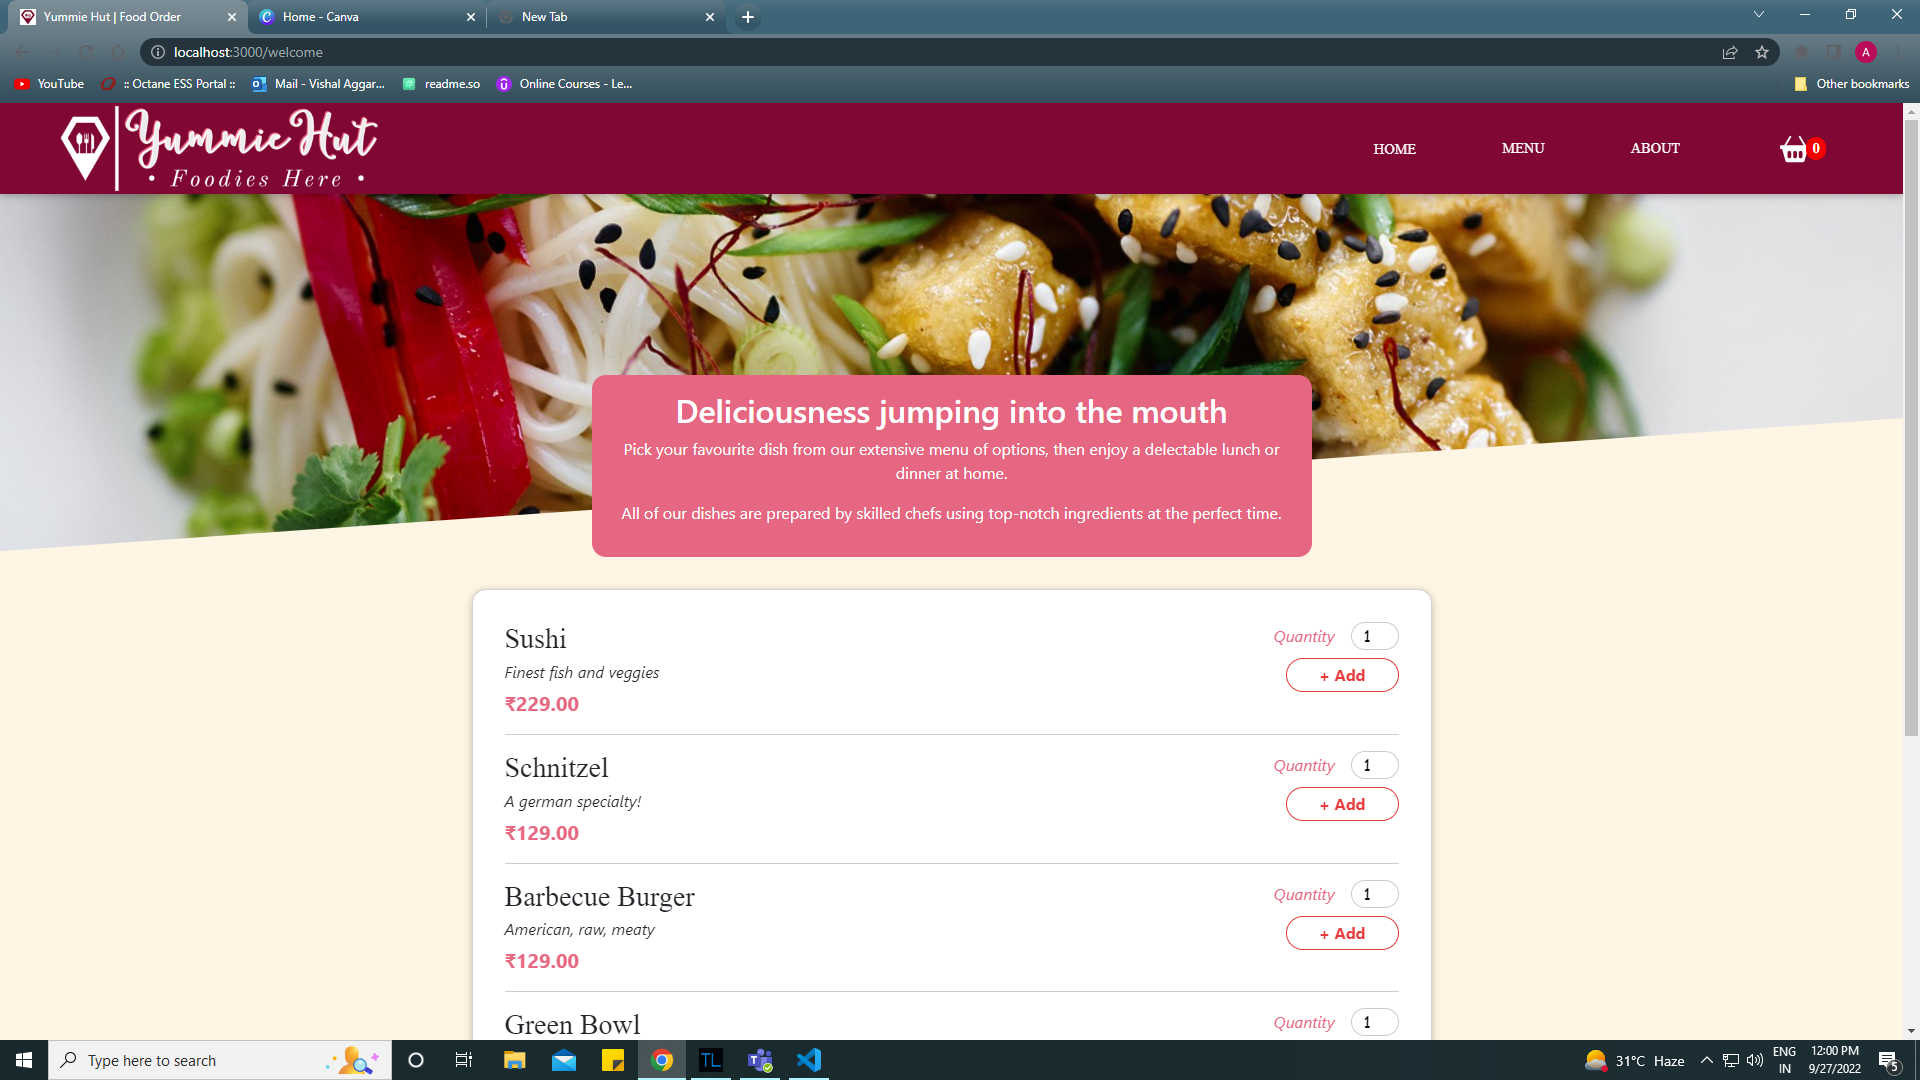 Yummie Hut | Food Order
Home - Canva
New Tab
localhost:3000/welcome
A
YouTube
:: Octane ESS Portal ::
Mail - Vishal Aggar...
readme.so
Online Courses - Le...
Other bookmarks
Yummie Hut
• Foodies Here •
HOME
MENU
ABOUT
0
Deliciousness jumping into the mouth
Pick your favourite dish from our extensive menu of options, then enjoy a delectable lunch or
dinner at home.
All of our dishes are prepared by skilled chefs using top-notch ingredients at the perfect time.
Sushi
Quantity 1
Finest fish and veggies
+ Add
₹229.00
Schnitzel
Quantity 1
A german specialty!
+ Add
₹129.00
Barbecue Burger
Quantity 1
American, raw, meaty
+ Add
₹129.00
Green Bowl
Quantity 1
Type here to search
TL
31°C Haze
ENG
IN
12:00 PM
9/27/2022
5